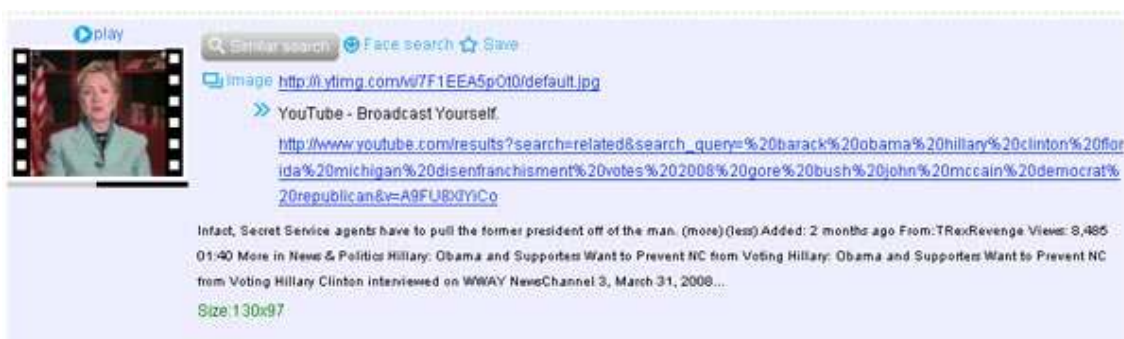 play
Similar search Face search Save
Image http://i.ytimg.com/vi/7F1EEA5pOt0/default.jpg
YouTube - Broadcast Yourself.
http://www.youtube.com/results?search=related&search_query=%20barack%20obama%20hillary%20clinton%20flor
ida%20michigan%20disenfranchisment%20votes%202008%20gore%20bush%20john%20mccain%20democrat%
20republican&v=A9FU8XIYiCo
Infact, Secret Service agents have to pull the former president off of the man. (more) (less) Added: 2 months ago From: TRexRevenge Views: 8,485
01:40 More in News & Politics Hillary: Obama and Supporters Want to Prevent NC from Voting Hillary: Obama and Supporters Want to Prevent NC
from Voting Hillary Clinton interviewed on WWAY NewsChannel 3, March 31, 2008...
Size:130x97